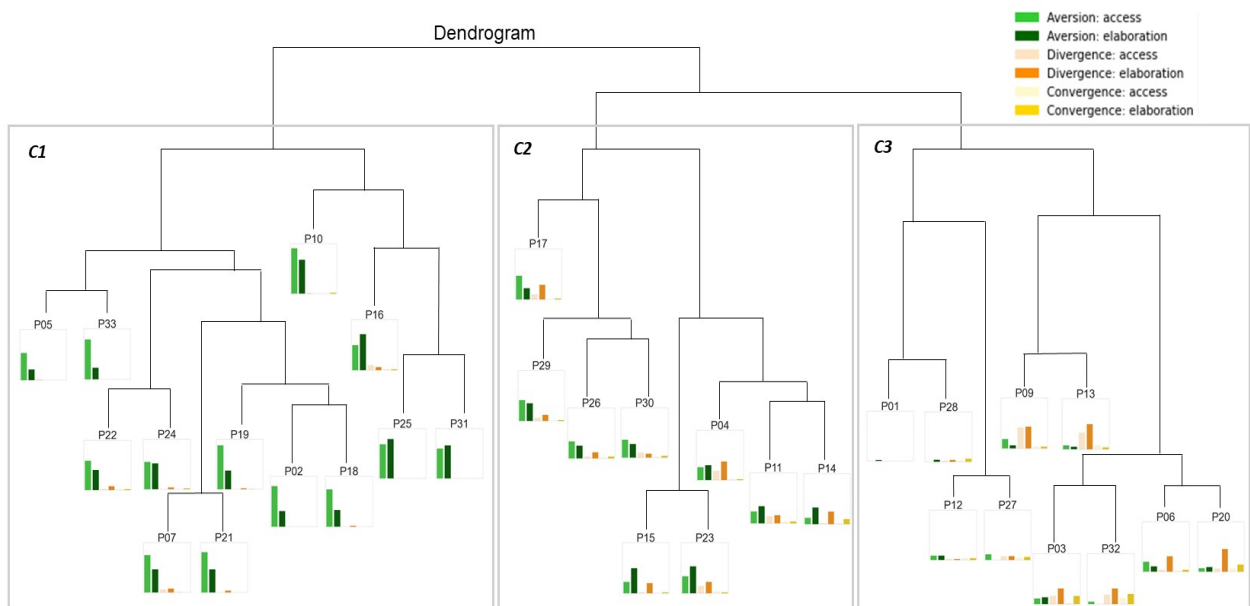 Dendrogram
Aversion: access
Aversion: elaboration
Divergence: access
Divergence: elaboration
Convergence: access
Convergence: elaboration
C1
C2
C3
P10
P17
P05
P33
P16
P29
P26
P30
P01
P28
P09
P13
P22
P24
P19
P25
P31
P04
P02
P18
P11
P14
P12
P27
P07
P21
P15
P23
P03
P32
P06
P20